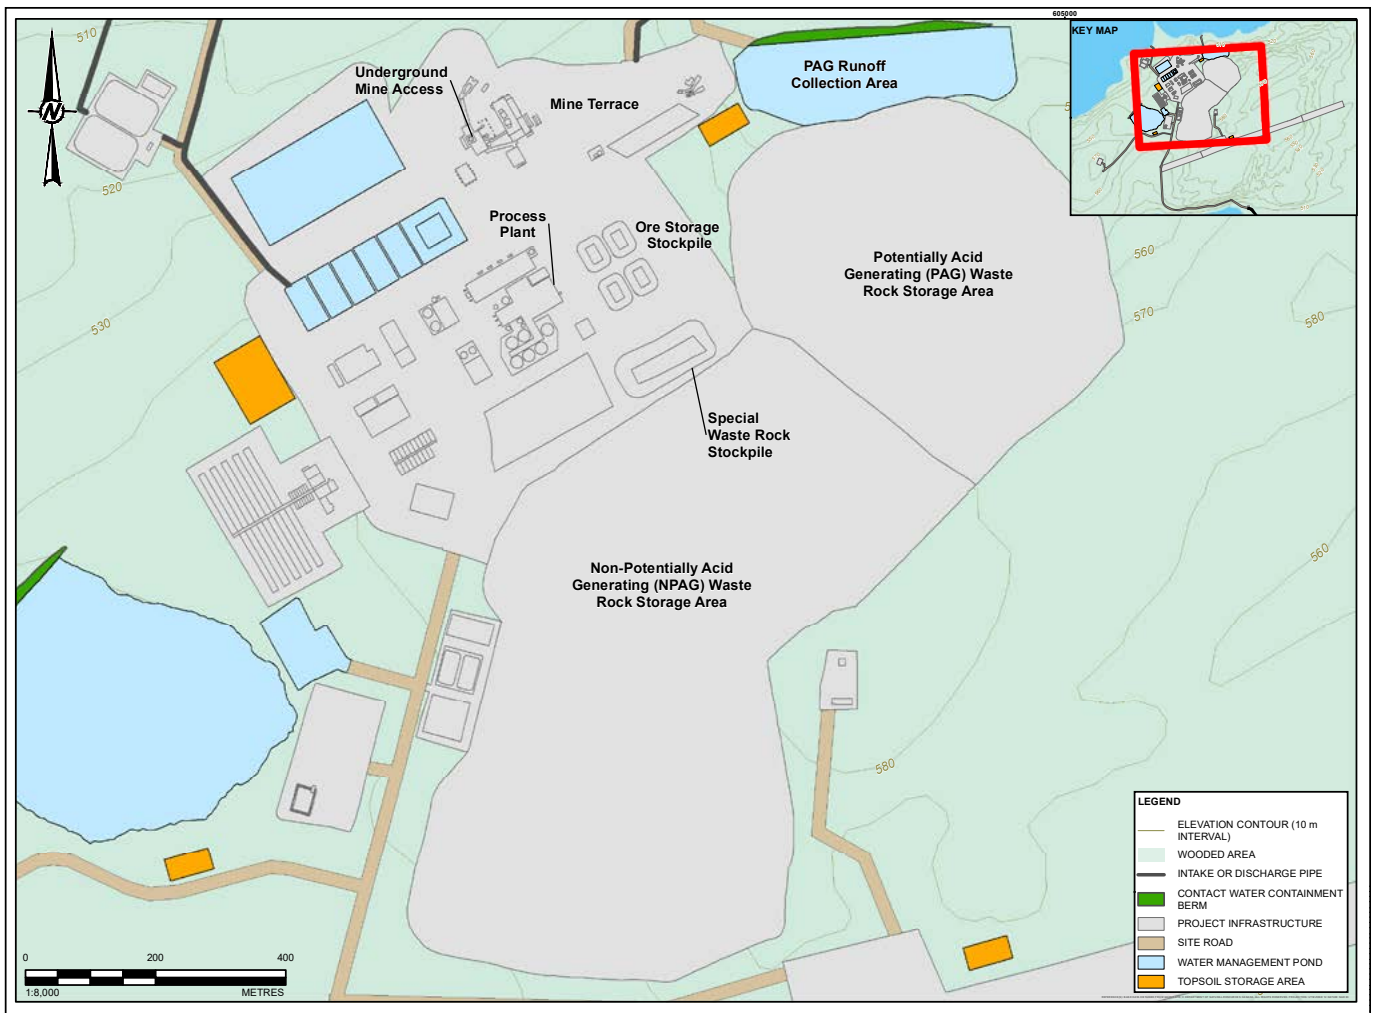 605000
KEY MAP
510
520
530
Underground
Mine Access
Mine Terrace
PAG Runoff
Collection Area
N
Process
Plant
Ore Storage
Stockpile
Potentially Acid
Generating (PAG) Waste
Rock Storage Area
560
570
580
Special
Waste Rock
Stockpile
560
Non-Potentially Acid
Generating (NPAG) Waste
Rock Storage Area
580
LEGEND
ELEVATION CONTOUR (10 m
INTERVAL)
WOODED AREA
INTAKE OR DISCHARGE PIPE
CONTACT WATER CONTAINMENT
BERM
PROJECT INFRASTRUCTURE
SITE ROAD
WATER MANAGEMENT POND
TOPSOIL STORAGE AREA
0 200 400
1:8,000 METRES